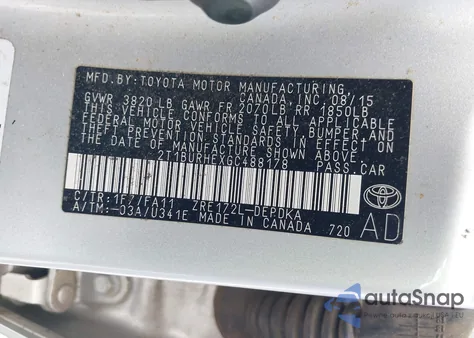 MFD.BY:TOYOTA MOTOR MANUFACTURING
CANADA, INC. 08/15
GVWR 3820 LB GAWR FR 2070LB RR 1850LB
THIS VEHICLE CONFORMS TO ALL APPLICABLE
FEDERAL MOTOR VEHICLE SAFETY, BUMPER, AND
THEFT PREVENTION STANDARDS IN EFFECT ON
THE DATE OF MANUFACTURE SHOWN ABOVE.
2T1BURHEXGC488178 PASS.CAR
C/TR:1F7/FA11 ZRE172L-DEPDKA
A/TM:-03A/U341E MADE IN CANADA 720
TOYOTA
AD
autoSnap